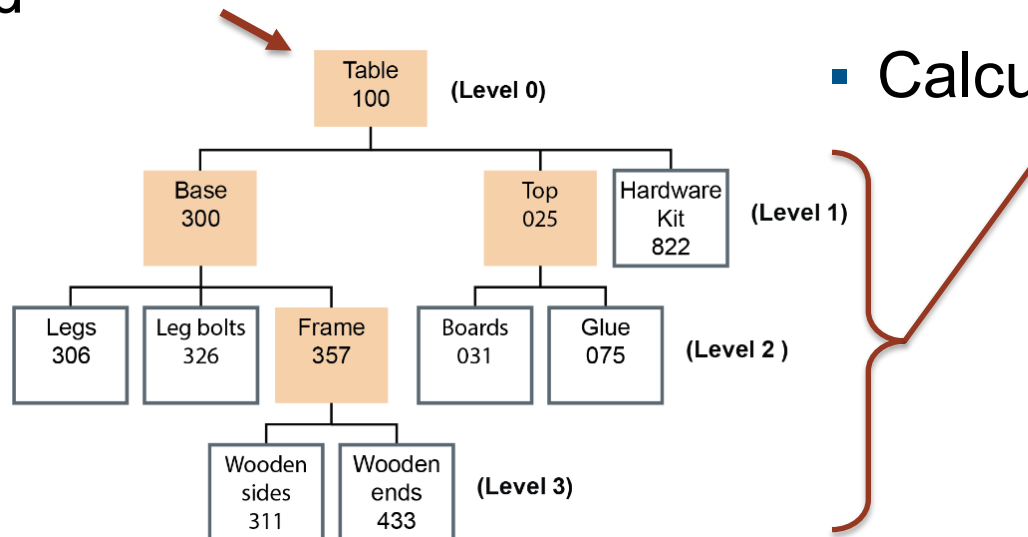 Table
100
(Level 0)
Calcu
Base
300
Top
025
Hardware
Kit
822
(Level 1)
Legs
306
Leg bolts
326
Frame
357
Boards
031
Glue
075
(Level 2 )
Wooden
sides
311
Wooden
ends
433
(Level 3)